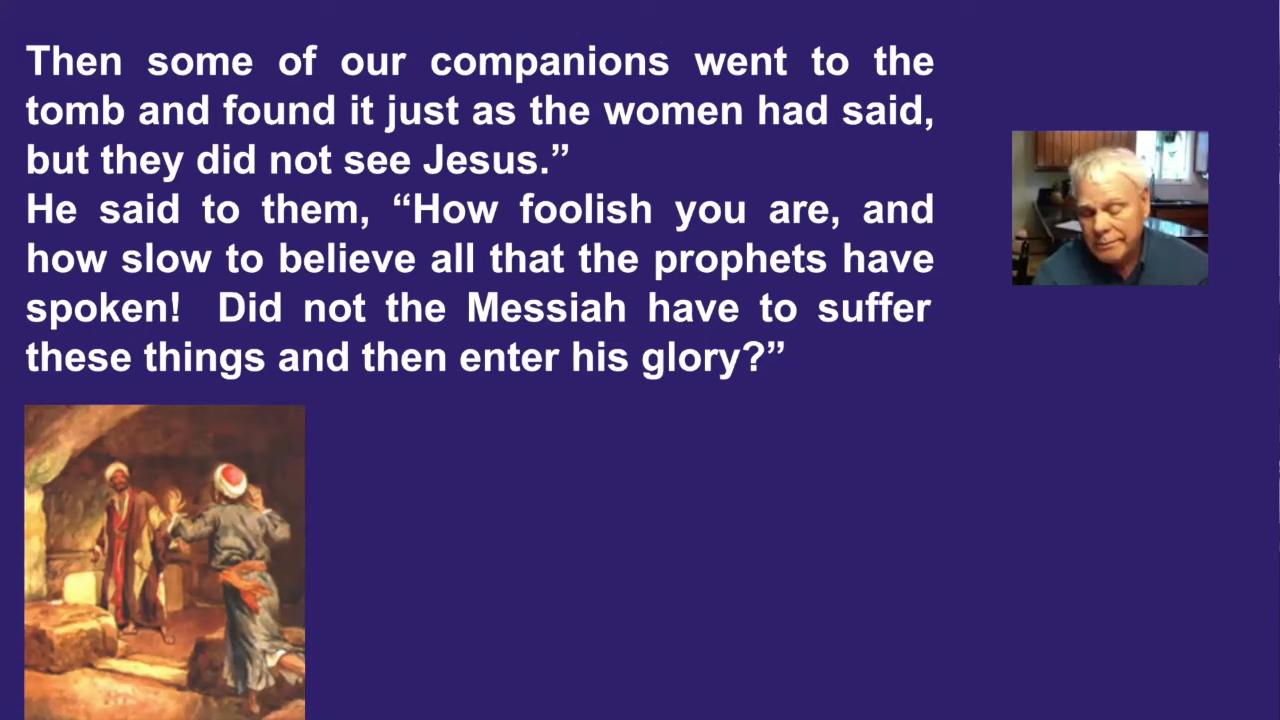 Then some of our companions went to the
tomb and found it just as the women had said,
but they did not see Jesus.”
He said to them, “How foolish you are, and
how slow to believe all that the prophets have
spoken! Did not the Messiah have to suffer
these things and then enter his glory?”